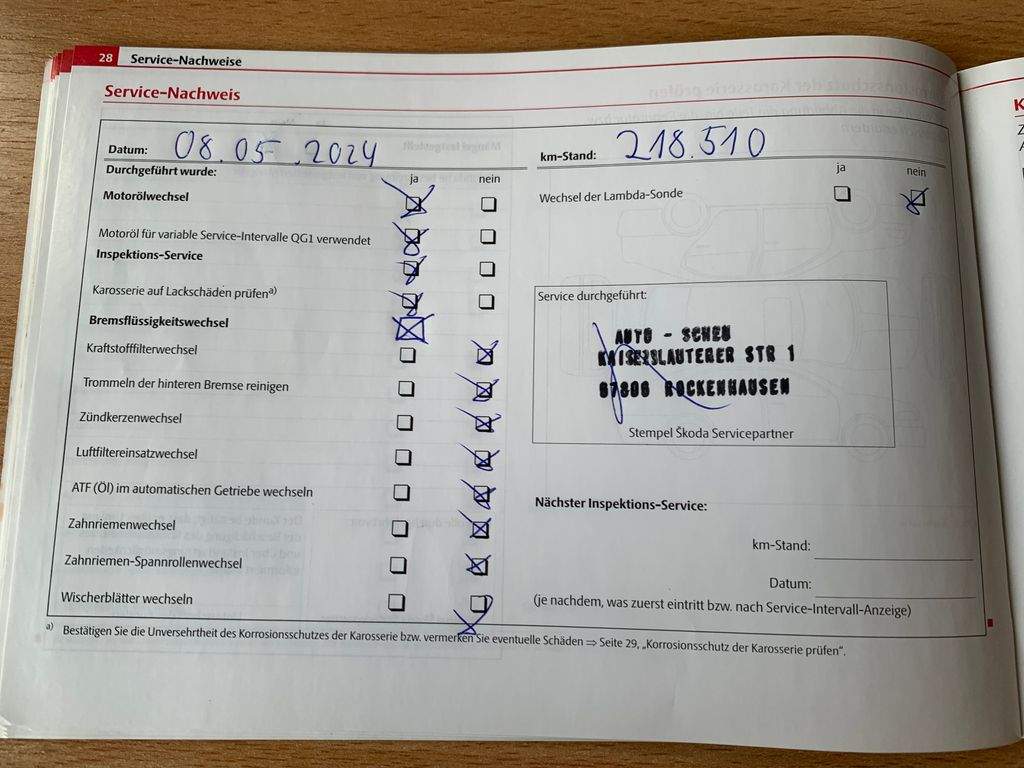 28 Service-Nachweise
Service-Nachweis
Datum: 08.05.2024
km-Stand: 218.510
Durchgeführt wurde:
ja nein
Motorölwechsel
Motoröl für variable Service-Intervalle QG1 verwendet
Inspektions-Service
Karosserie auf Lackschäden prüfena)
Bremsflüssigkeitswechsel
Kraftstofffilterwechsel
Trommeln der hinteren Bremse reinigen
Zündkerzenwechsel
Luftfiltereinsatzwechsel
ATF (Öl) im automatischen Getriebe wechseln
Zahnriemenwechsel
Zahnriemen-Spannrollenwechsel
Wischerblätter wechseln
ja nein
Wechsel der Lambda-Sonde
Service durchgeführt:
AUTO - SCHEU
KAISERSLAUTERER STR 1
67806 ROCKENHAUSEN
Stempel Škoda Servicepartner
Nächster Inspektions-Service:
km-Stand:
Datum:
(je nachdem, was zuerst eintritt bzw. nach Service-Intervall-Anzeige)
a) Bestätigen Sie die Unversehrtheit des Korrosionsschutzes der Karosserie bzw. vermerken Sie eventuelle Schäden ⇒ Seite 29, „Korrosionsschutz der Karosserie prüfen“.